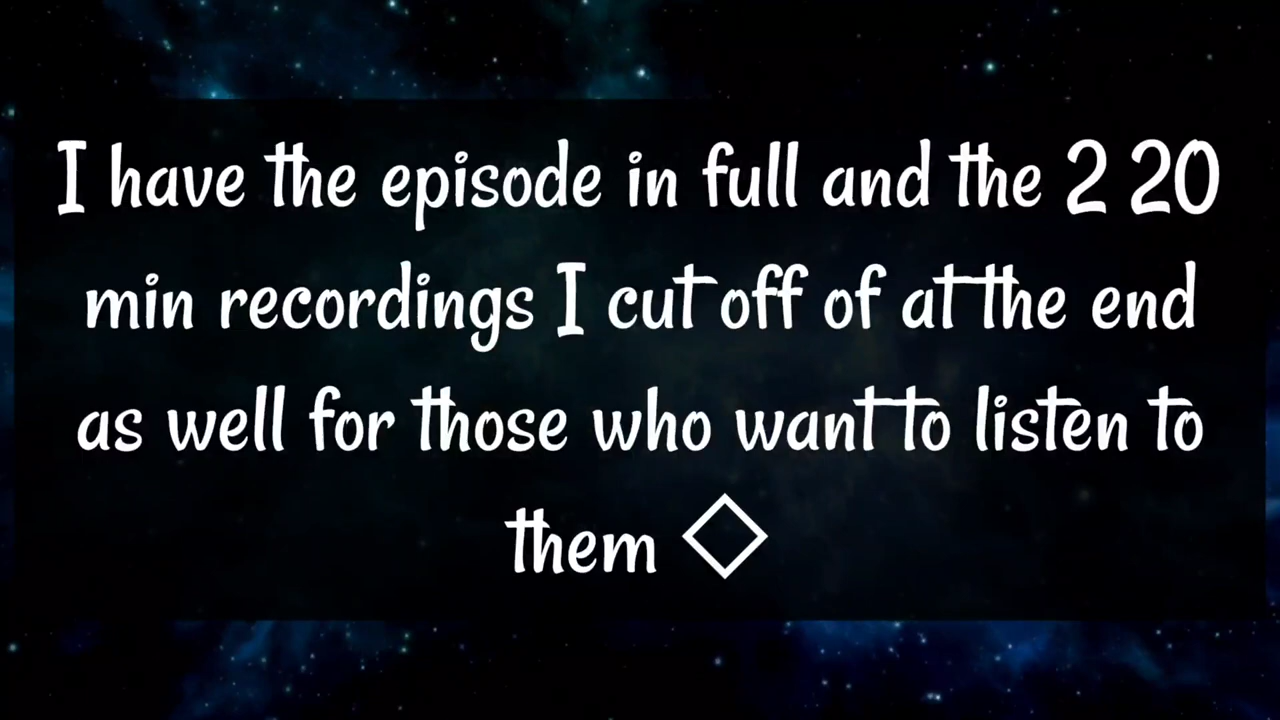 I have the episode in full and the 2 20
min recordings I cut off of at the end
as well for those who want to listen to
them ◇